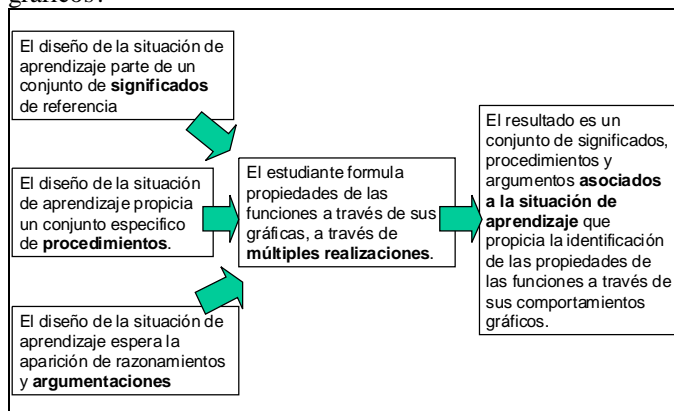 gráficos?
El diseño de la situación de
aprendizaje parte de un
conjunto de significados
de referencia
El diseño de la situación
de aprendizaje propicia
un conjunto especifico
de procedimientos.
El diseño de la situación de
aprendizaje espera la
aparición de razonamientos
y argumentaciones
El estudiante formula
propiedades de las
funciones a través de sus
gráficas, a través de
múltiples realizaciones.
El resultado es un
conjunto de significados,
procedimientos y
argumentos asociados
a la situación de
aprendizaje que
propicia la identificación
de las propiedades de
las funciones a través de
sus comportamientos
gráficos.